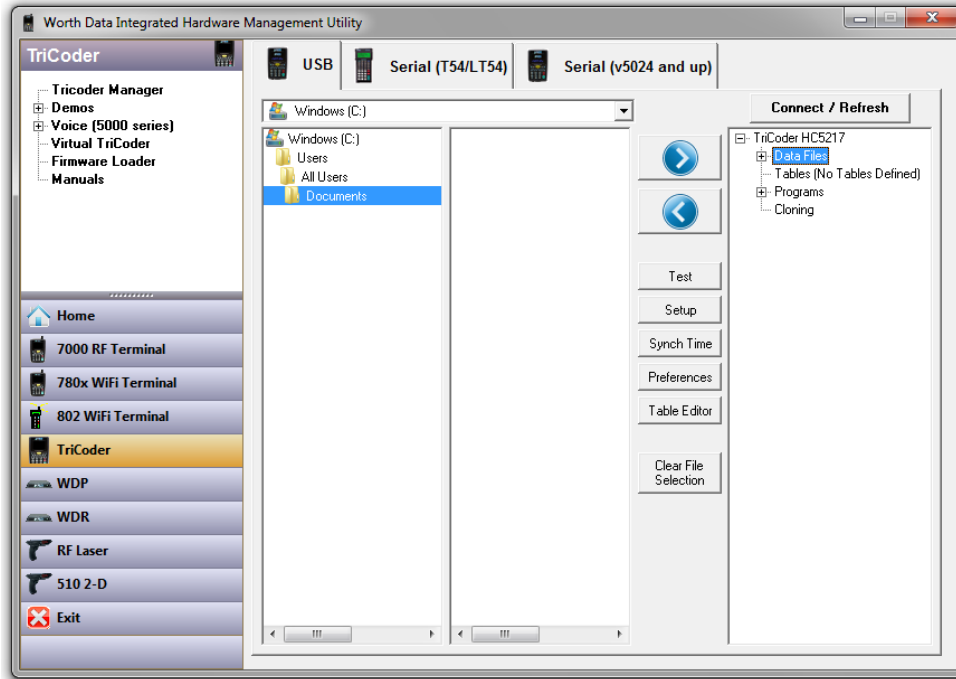 Worth Data Integrated Hardware Management Utility
TriCoder
Tricoder Manager
Demos
Voice (5000 series)
Virtual TriCoder
Firmware Loader
Manuals
Home
7000 RF Terminal
780x WiFi Terminal
802 WiFi Terminal
TriCoder
WDP
WDR
RF Laser
510 2-D
Exit
USB
Serial (T54/LT54)
Serial (v5024 and up)
Windows (C:)
Windows (C:)
Users
All Users
Documents
Test
Setup
Synch Time
Preferences
Table Editor
Clear File
Selection
Connect / Refresh
TriCoder HC5217
Data Files
Tables (No Tables Defined)
Programs
Cloning